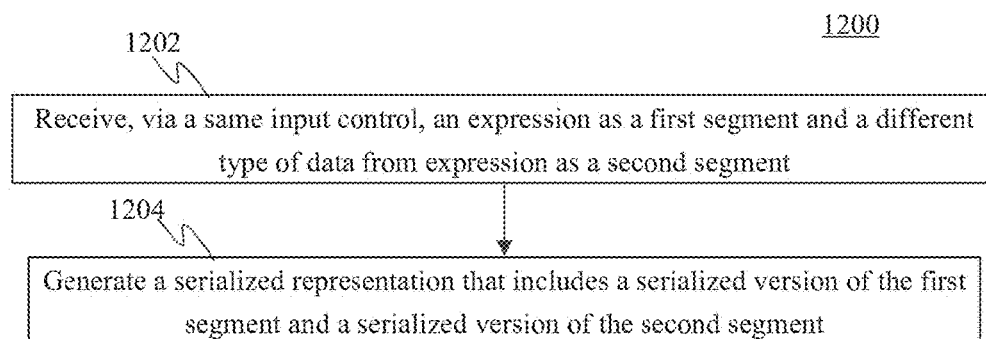 1200
1202
Receive, via a same input control, an expression as a first segment and a different
type of data from expression as a second segment
1204
Generate a serialized representation that includes a serialized version of the first
segment and a serialized version of the second segment